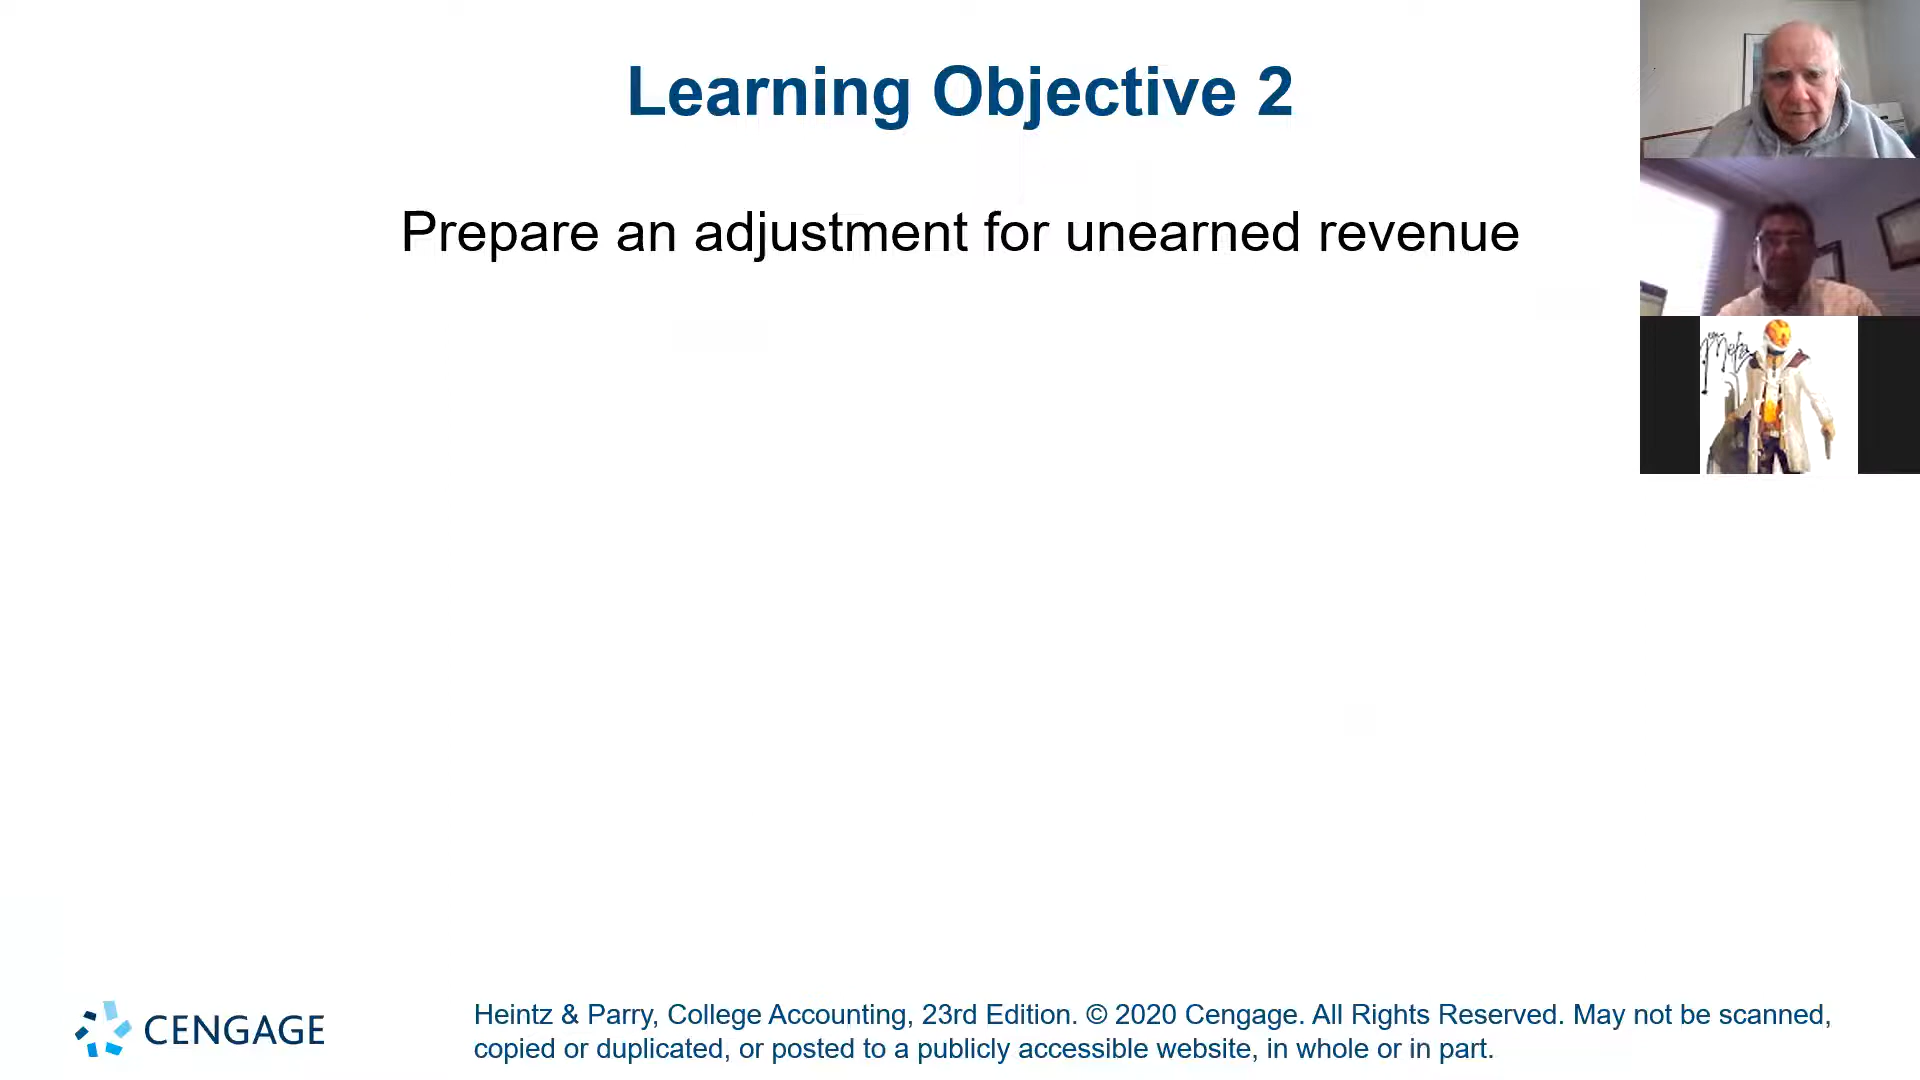 Learning Objective 2
Prepare an adjustment for unearned revenue
CENGAGE
Heintz & Parry, College Accounting, 23rd Edition. © 2020 Cengage. All Rights Reserved. May not be scanned,
copied or duplicated, or posted to a publicly accessible website, in whole or in part.